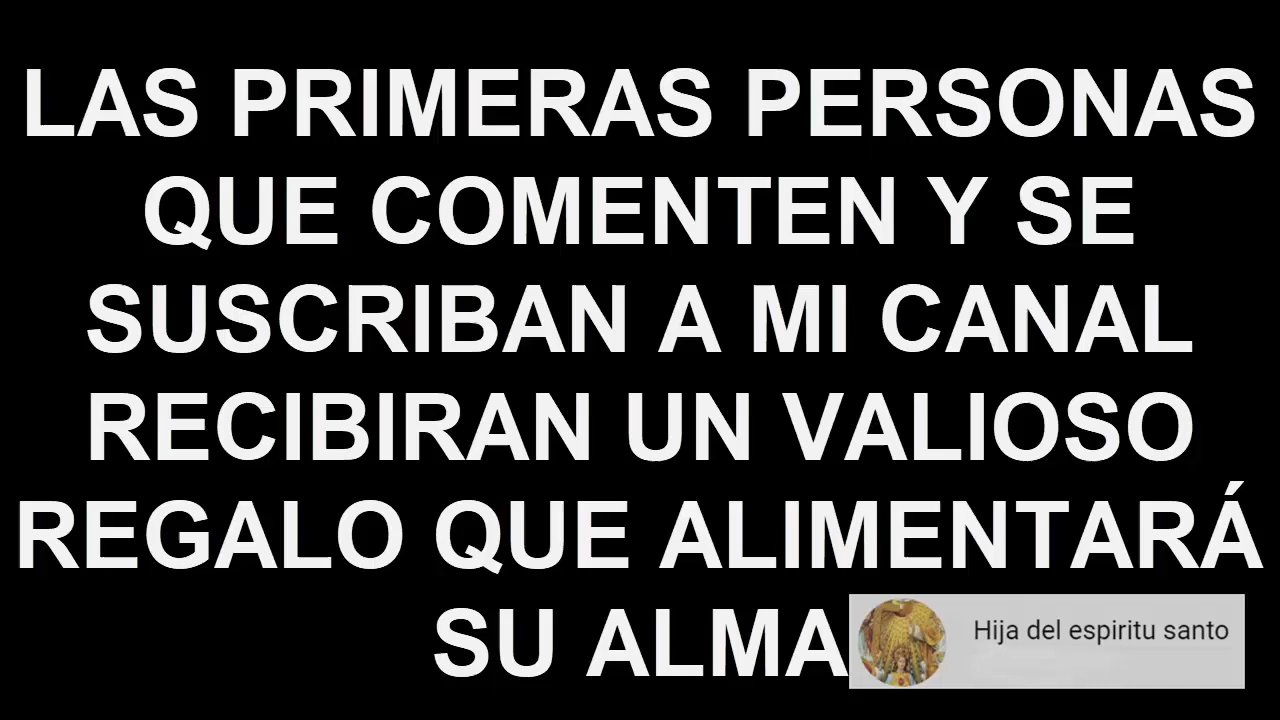 LAS PRIMERAS PERSONAS
QUE COMENTEN Y SE
SUSCRIBAN A MI CANAL
RECIBIRAN UN VALIOSO
REGALO QUE ALIMENTARÁ
SU ALMA
Hija del espiritu santo